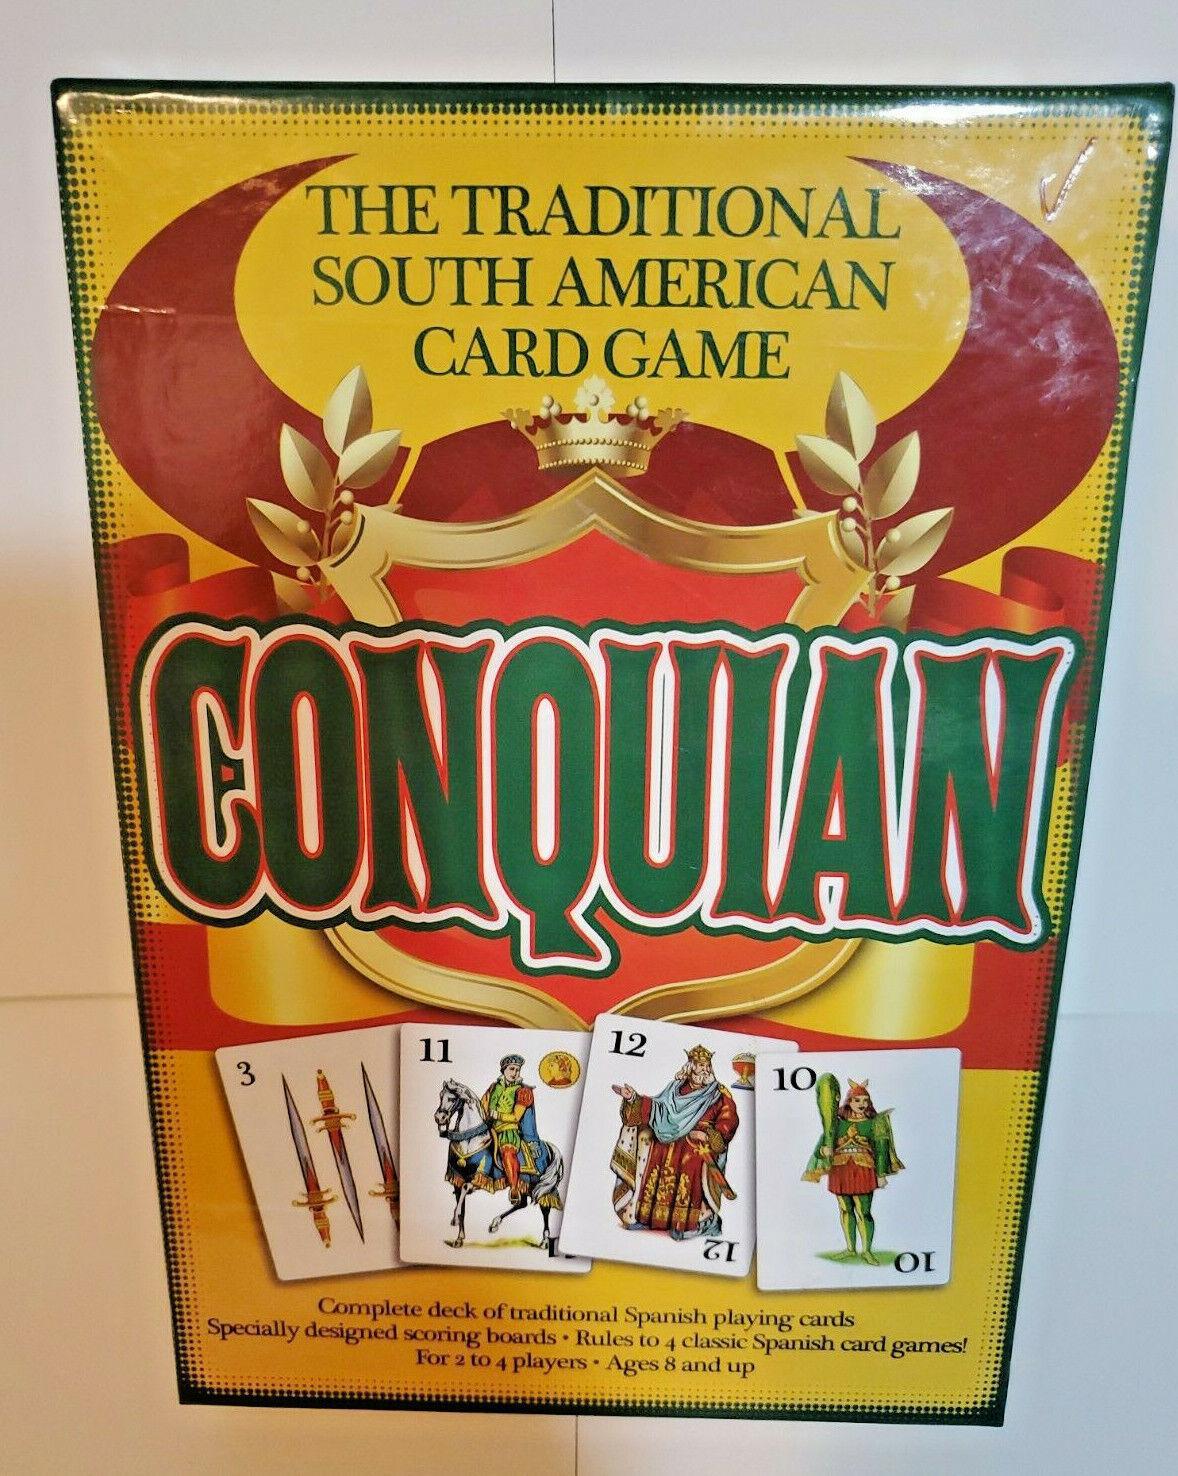 THE TRADITIONAL
SOUTH AMERICAN
CARD GAME
CONQUIAN
3
11
12
10
11
12
10
Complete deck of traditional Spanish playing cards
Specially designed scoring boards • Rules to 4 classic Spanish card games!
For 2 to 4 players • Ages 8 and up